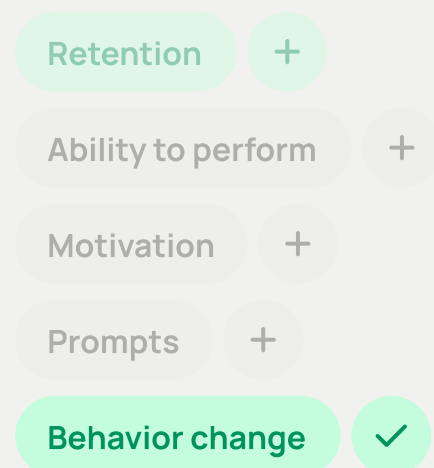 Retention
Ability to perform
Motivation
Prompts
Behavior change